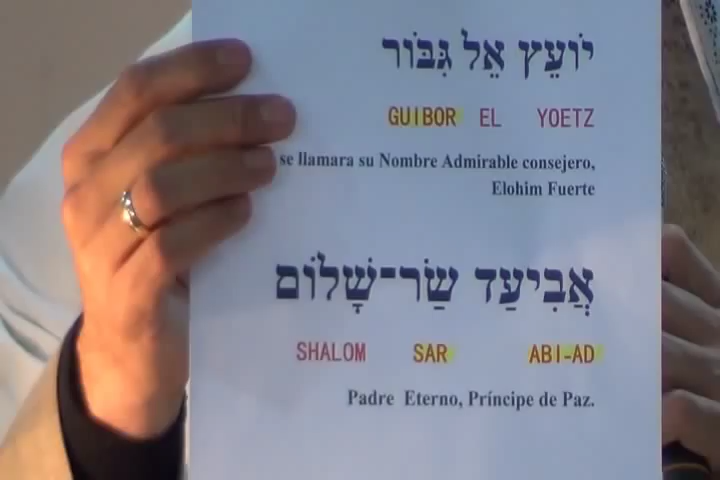 יוֹעֵץ אֵל גִּבּוֹר
GUIBOR EL YOETZ
se llamara su Nombre Admirable consejero,
Elohim Fuerte
אֲבִיעַד שַׂר־שָׁלוֹם
SHALOM SAR ABI-AD
Padre Eterno, Príncipe de Paz.